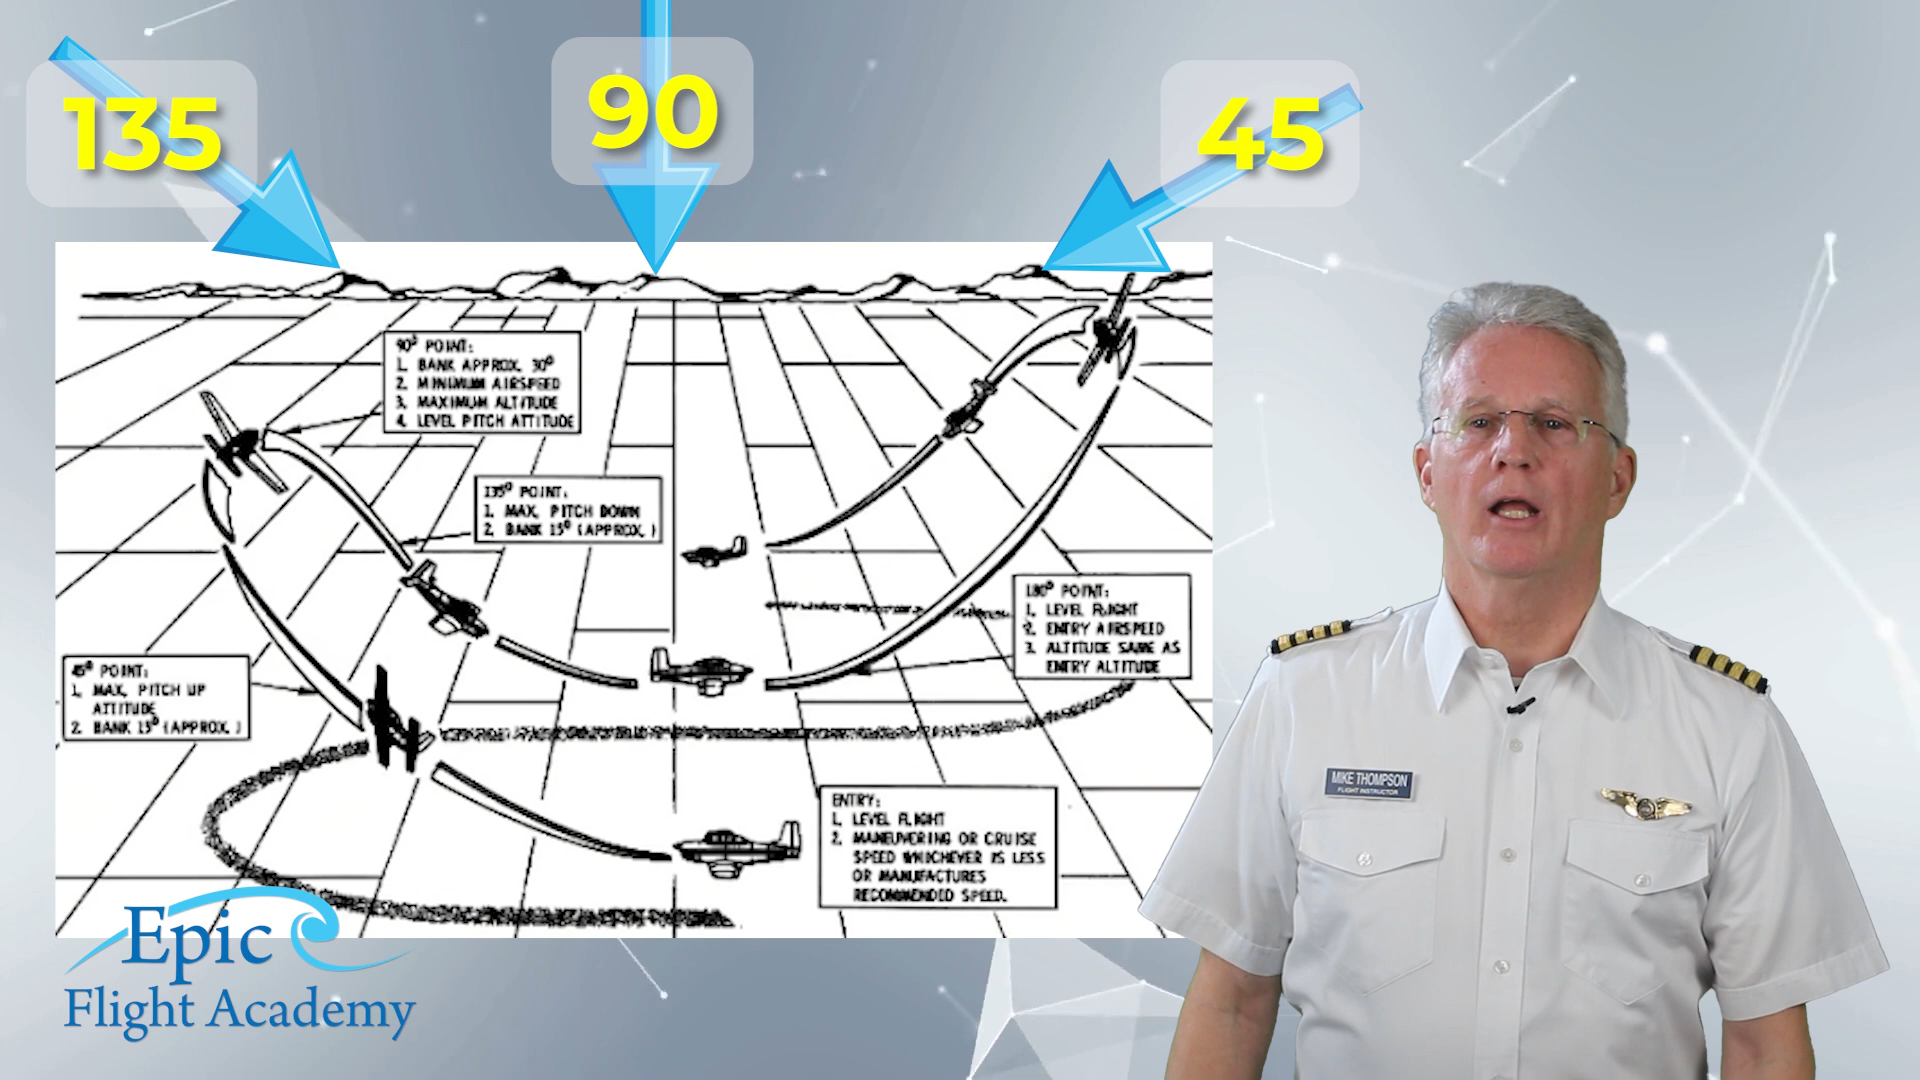 135
90
45
90° POINT:
1. BANK APPROX. 30°
2. MINIMUM AIRSPEED
3. MAXIMUM ALTITUDE
4. LEVEL PITCH ATTITUDE
135° POINT:
1. MAX. PITCH DOWN
2. BANK 15° (APPROX.)
180° POINT:
1. LEVEL FLIGHT
2. ENTRY AIRSPEED
3. ALTITUDE SAME AS
ENTRY ALTITUDE
45° POINT:
1. MAX. PITCH UP
ATTITUDE
2. BANK 15° (APPROX.)
ENTRY:
1. LEVEL FLIGHT
2. MANEUVERING OR CRUISE
SPEED WHICHEVER IS LESS
OR MANUFACTURES
RECOMMENDED SPEED.
MIKE THOMPSON
FLIGHT INSTRUCTOR
Epic
Flight Academy